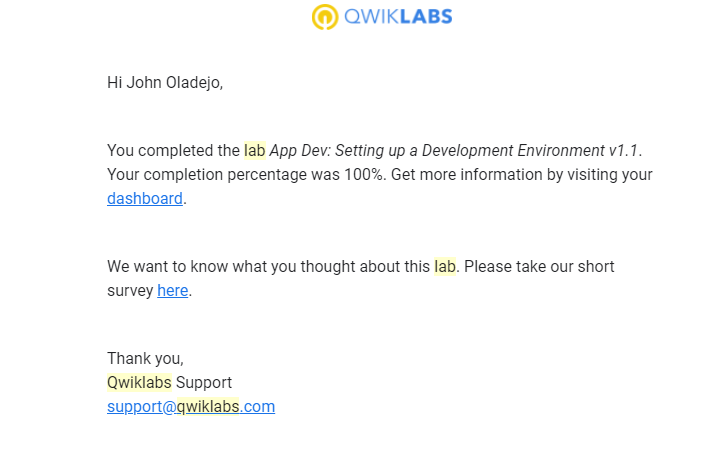 QWIKLABS
Hi John Oladejo,
You completed the lab App Dev: Setting up a Development Environment v1.1.
Your completion percentage was 100%. Get more information by visiting your
dashboard.
We want to know what you thought about this lab. Please take our short
survey here.
Thank you,
Qwiklabs Support
support@qwiklabs.com